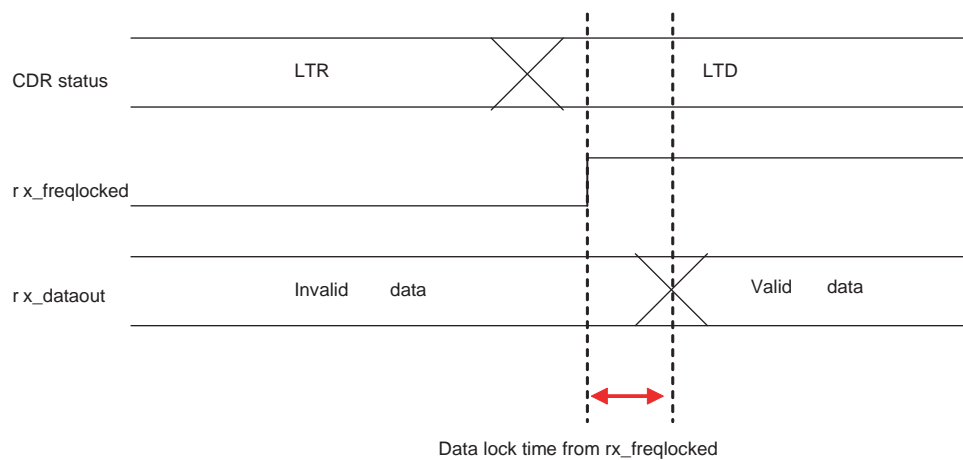 CDR status
LTR
LTD
r x_freqlocked
r x_dataout
Invalid data
Valid data
Data lock time from rx_freqlocked